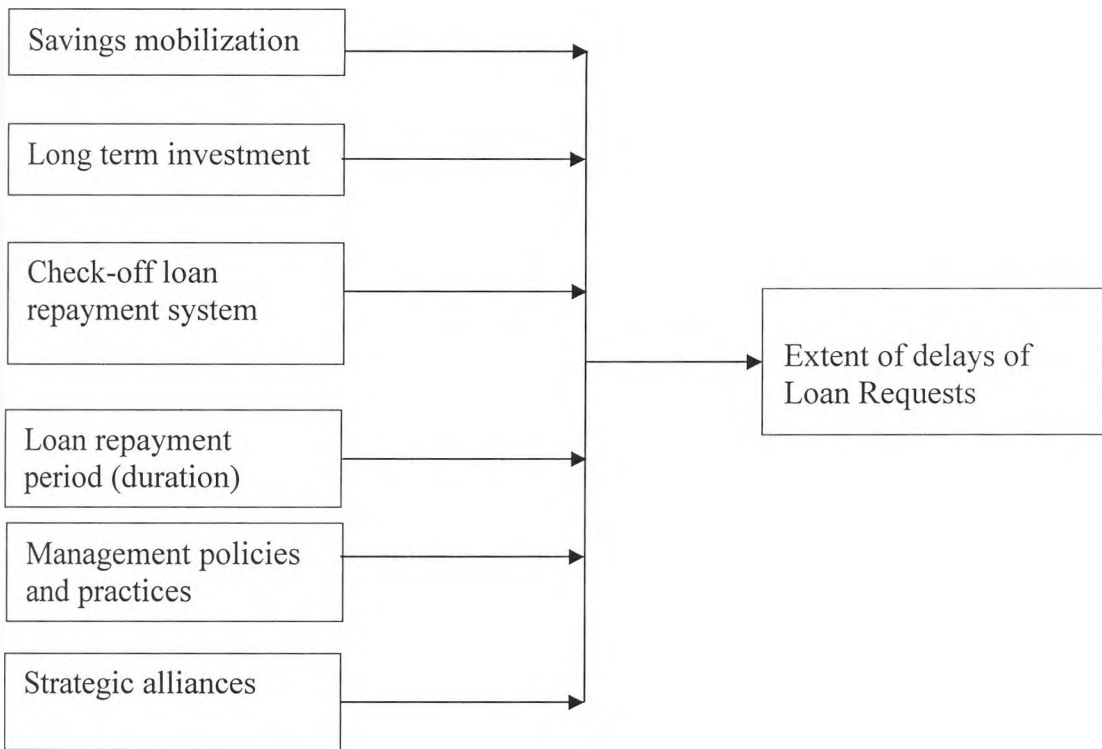 Savings mobilization
Long term investment
Check-off loan
repayment system
Loan repayment
period (duration)
Management policies
and practices
Strategic alliances
Extent of delays of
Loan Requests